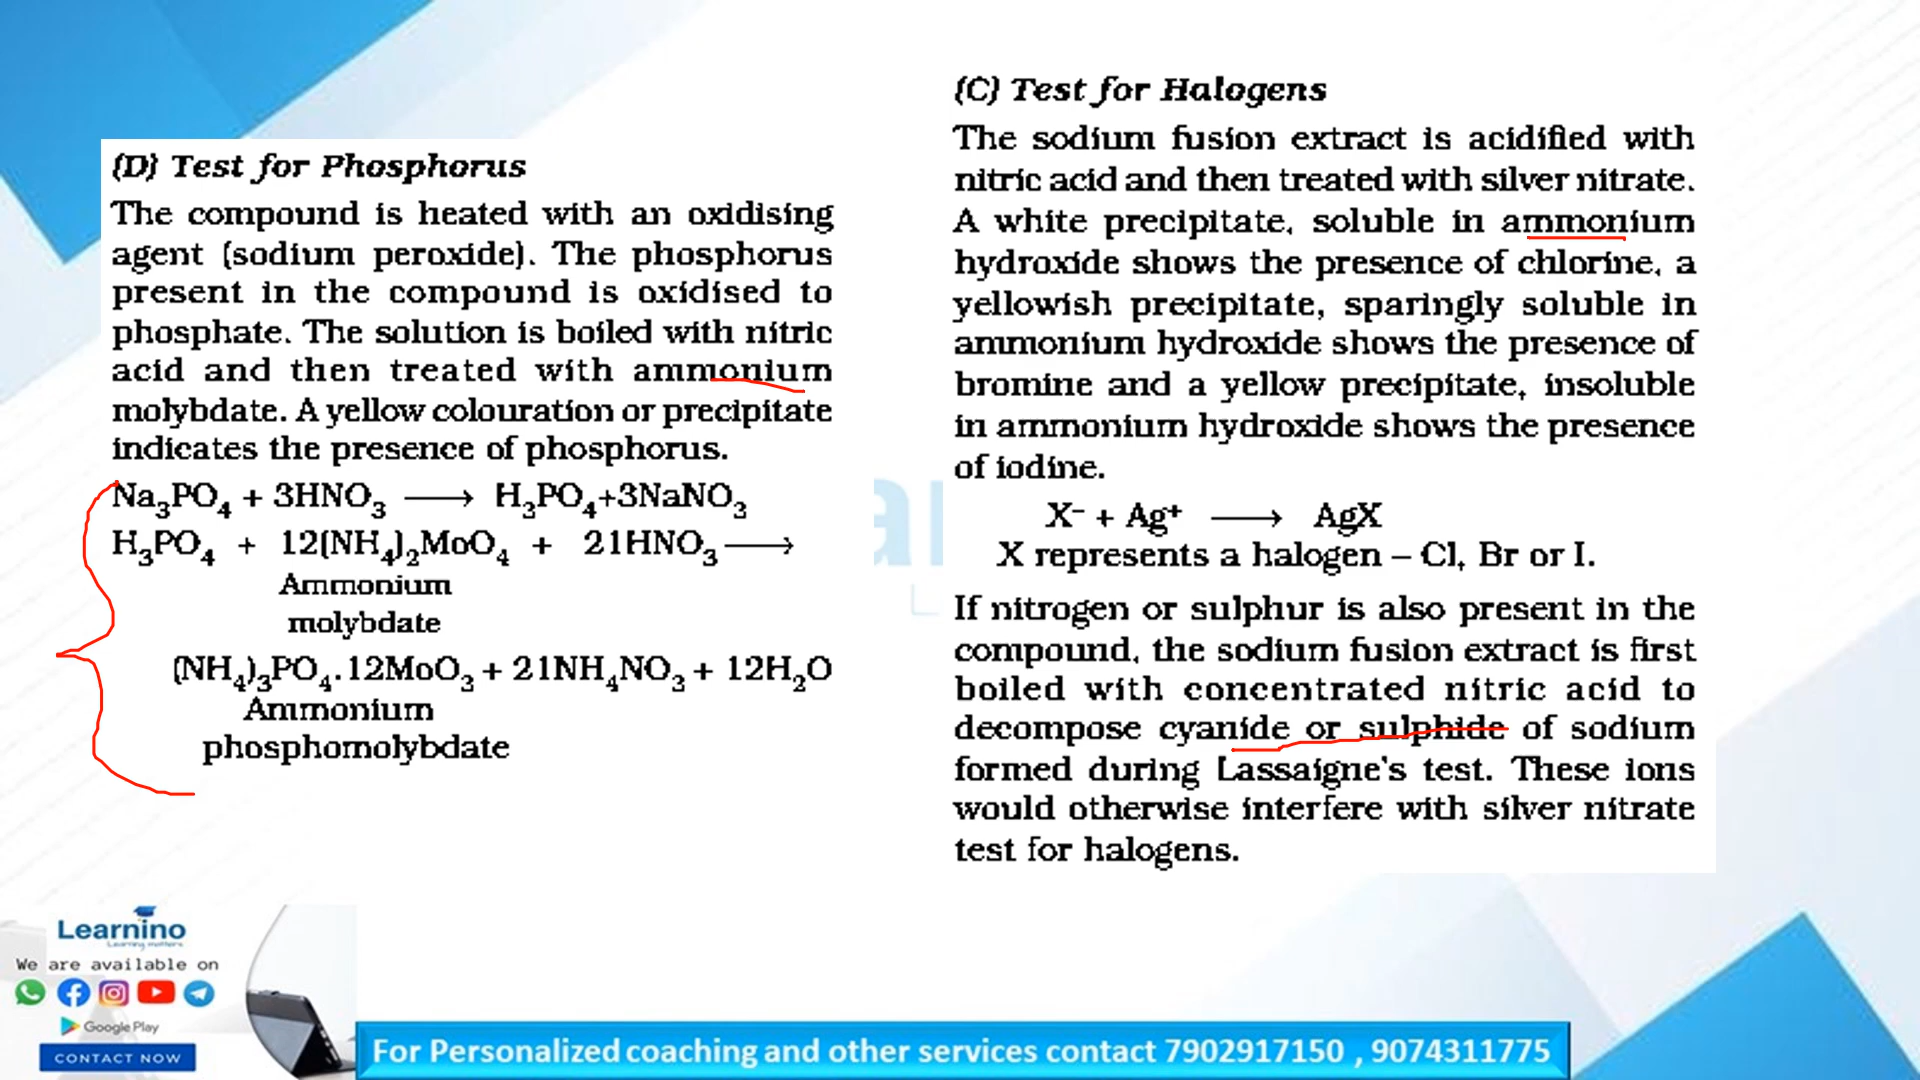 (D) Test for Phosphorus
The compound is heated with an oxidising
agent (sodium peroxide). The phosphorus
present in the compound is oxidised to
phosphate. The solution is boiled with nitric
acid and then treated with ammonium
molybdate. A yellow colouration or precipitate
indicates the presence of phosphorus.
Na₃PO₄ + 3HNO₃ ⟶ H₃PO₄+3NaNO₃
H₃PO₄ + 12(NH₄)₂MoO₄ + 21HNO₃ ⟶
Ammonium
molybdate
(NH₄)₃PO₄.12MoO₃ + 21NH₄NO₃ + 12H₂O
Ammonium
phosphomolybdate
(C) Test for Halogens
The sodium fusion extract is acidified with
nitric acid and then treated with silver nitrate.
A white precipitate, soluble in ammonium
hydroxide shows the presence of chlorine, a
yellowish precipitate, sparingly soluble in
ammonium hydroxide shows the presence of
bromine and a yellow precipitate, insoluble
in ammonium hydroxide shows the presence
of iodine.
X⁻ + Ag⁺ ⟶ AgX
X represents a halogen – Cl, Br or I.
If nitrogen or sulphur is also present in the
compound, the sodium fusion extract is first
boiled with concentrated nitric acid to
decompose cyanide or sulphide of sodium
formed during Lassaigne's test. These ions
would otherwise interfere with silver nitrate
test for halogens.
Learnino
Learning matters
We are available on
Google Play
CONTACT NOW
For Personalized coaching and other services contact 7902917150 , 9074311775